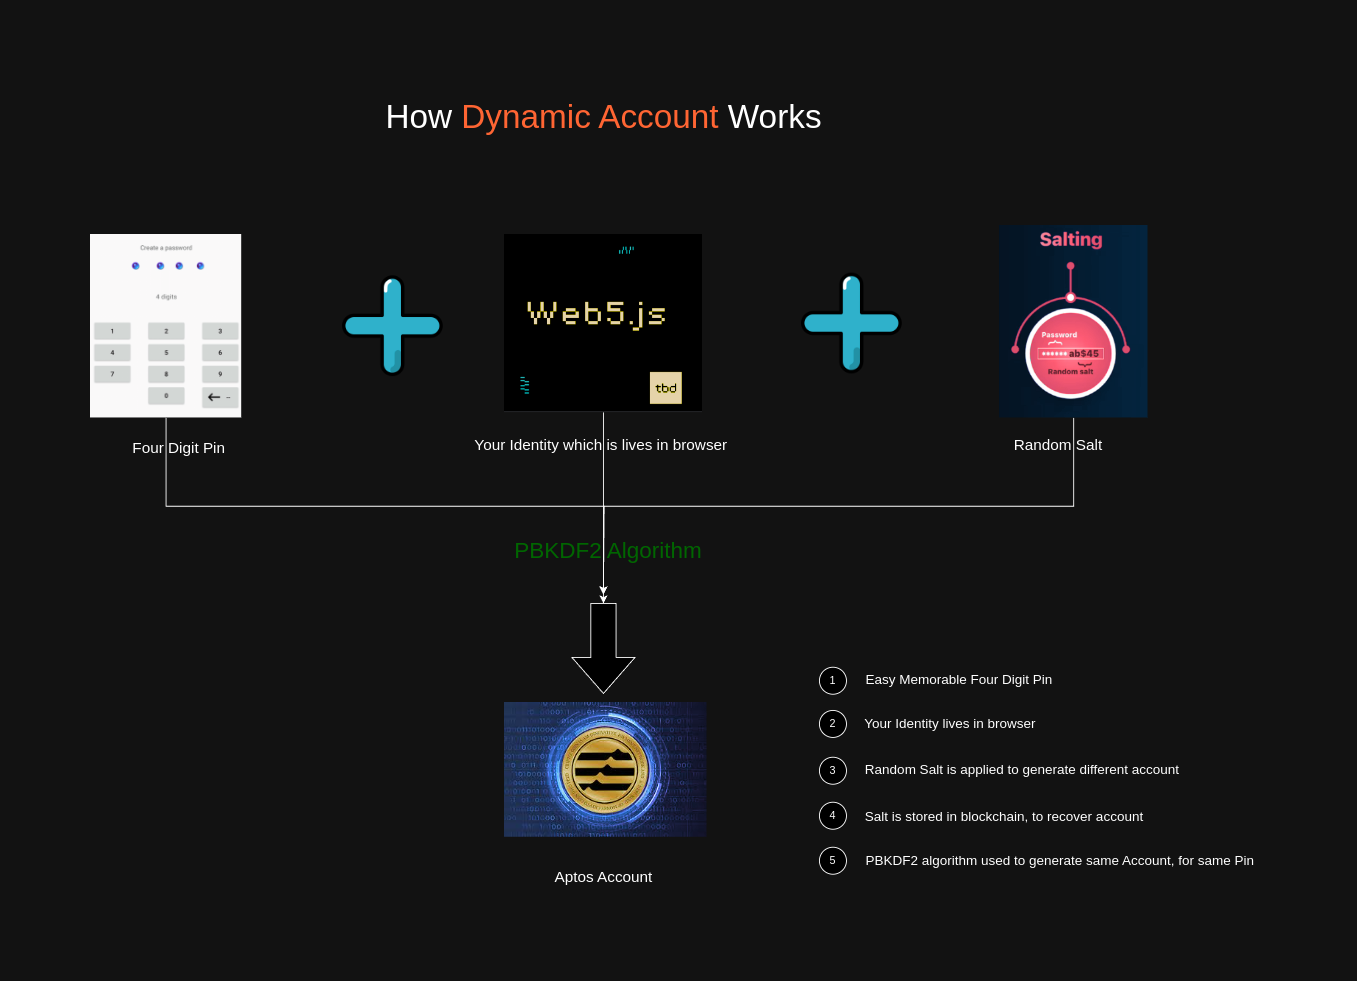 How Dynamic Account Works
Create a password
4 digits
1 2 3
4 5 6
7 8 9
0
Web5.js
tbd
Salting
Password
ab$45
Random salt
Four Digit Pin
Your Identity which is lives in browser
Random Salt
PBKDF2 Algorithm
Aptos Account
1 Easy Memorable Four Digit Pin
2 Your Identity lives in browser
3 Random Salt is applied to generate different account
4 Salt is stored in blockchain, to recover account
5 PBKDF2 algorithm used to generate same Account, for same Pin